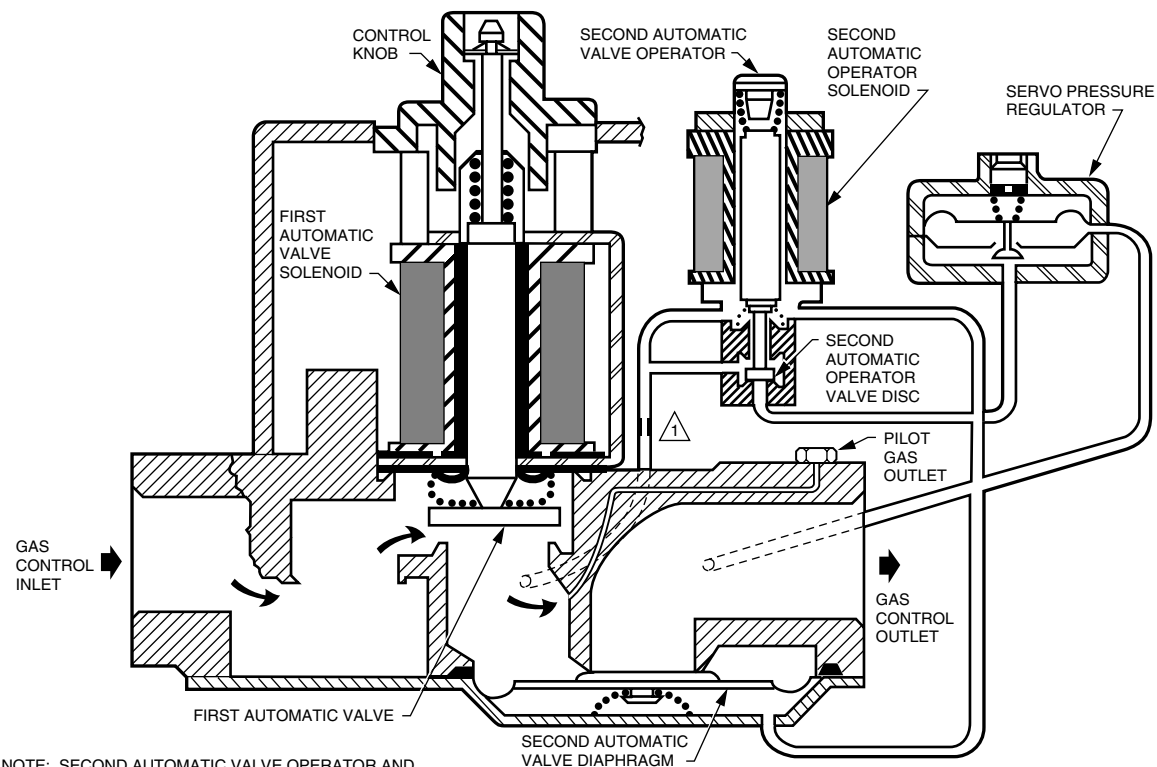 CONTROL
KNOB
SECOND AUTOMATIC
VALVE OPERATOR
SECOND
AUTOMATIC
OPERATOR
SOLENOID
SERVO PRESSURE
REGULATOR
FIRST
AUTOMATIC
VALVE
SOLENOID
SECOND
AUTOMATIC
OPERATOR
VALVE DISC
1
PILOT
GAS
OUTLET
GAS
CONTROL
INLET
GAS
CONTROL
OUTLET
FIRST AUTOMATIC VALVE
SECOND AUTOMATIC
VALVE DIAPHRAGM
NOTE: SECOND AUTOMATIC VALVE OPERATOR AND